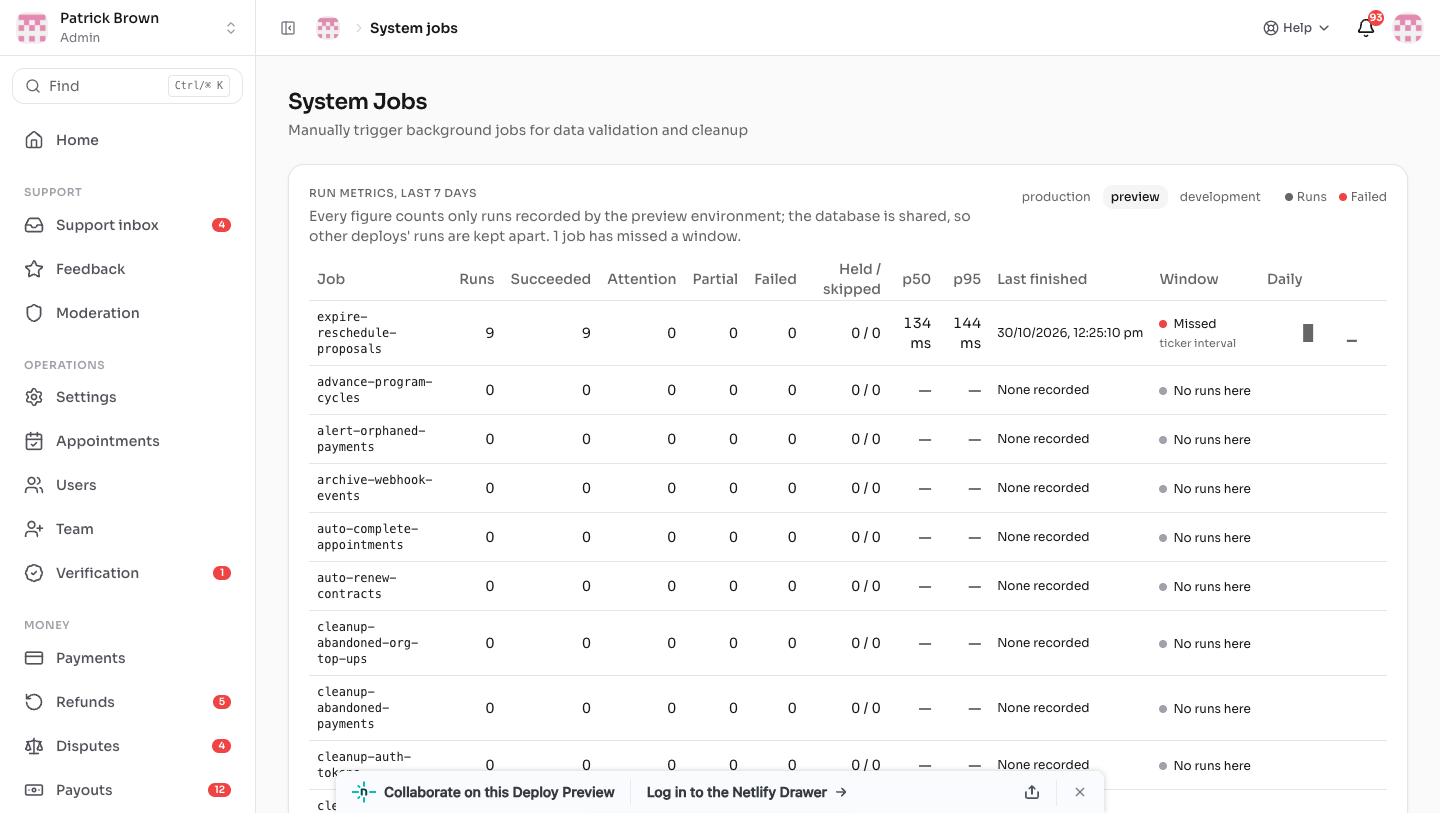 Patrick Brown
Admin
System jobs
Help
93
Find
Ctrl/⌘ K
Home
SUPPORT
Support inbox 4
Feedback
Moderation
OPERATIONS
Settings
Appointments
Users
Team
Verification 1
MONEY
Payments
Refunds 5
Disputes 4
Payouts 12
System Jobs
Manually trigger background jobs for data validation and cleanup
RUN METRICS, LAST 7 DAYS
Every figure counts only runs recorded by the preview environment; the database is shared, so
other deploys' runs are kept apart. 1 job has missed a window.
production preview development Runs Failed
Job Runs Succeeded Attention Partial Failed Held / skipped p50 p95 Last finished Window Daily
expire-
reschedule-
proposals
9 9 0 0 0 0 / 0 134 ms 144 ms 30/10/2026, 12:25:10 pm Missed
ticker interval
advance-program-
cycles
0 0 0 0 0 0 / 0 — — None recorded No runs here
alert-orphaned-
payments
0 0 0 0 0 0 / 0 — — None recorded No runs here
archive-webhook-
events
0 0 0 0 0 0 / 0 — — None recorded No runs here
auto-complete-
appointments
0 0 0 0 0 0 / 0 — — None recorded No runs here
auto-renew-
contracts
0 0 0 0 0 0 / 0 — — None recorded No runs here
cleanup-
abandoned-org-
top-ups
0 0 0 0 0 0 / 0 — — None recorded No runs here
cleanup-
abandoned-
payments
0 0 0 0 0 0 / 0 — — None recorded No runs here
cleanup-auth-
0 0 0 0 0 0 / 0 — — None recorded No runs here
Collaborate on this Deploy Preview
Log in to the Netlify Drawer →